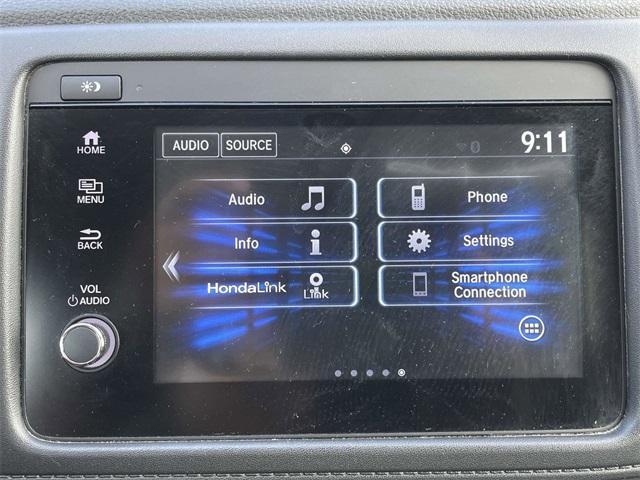 AUDIO SOURCE 9:11
HOME
MENU
BACK
VOL
AUDIO
Audio
Info
HondaLink Link
Phone
Settings
Smartphone
Connection